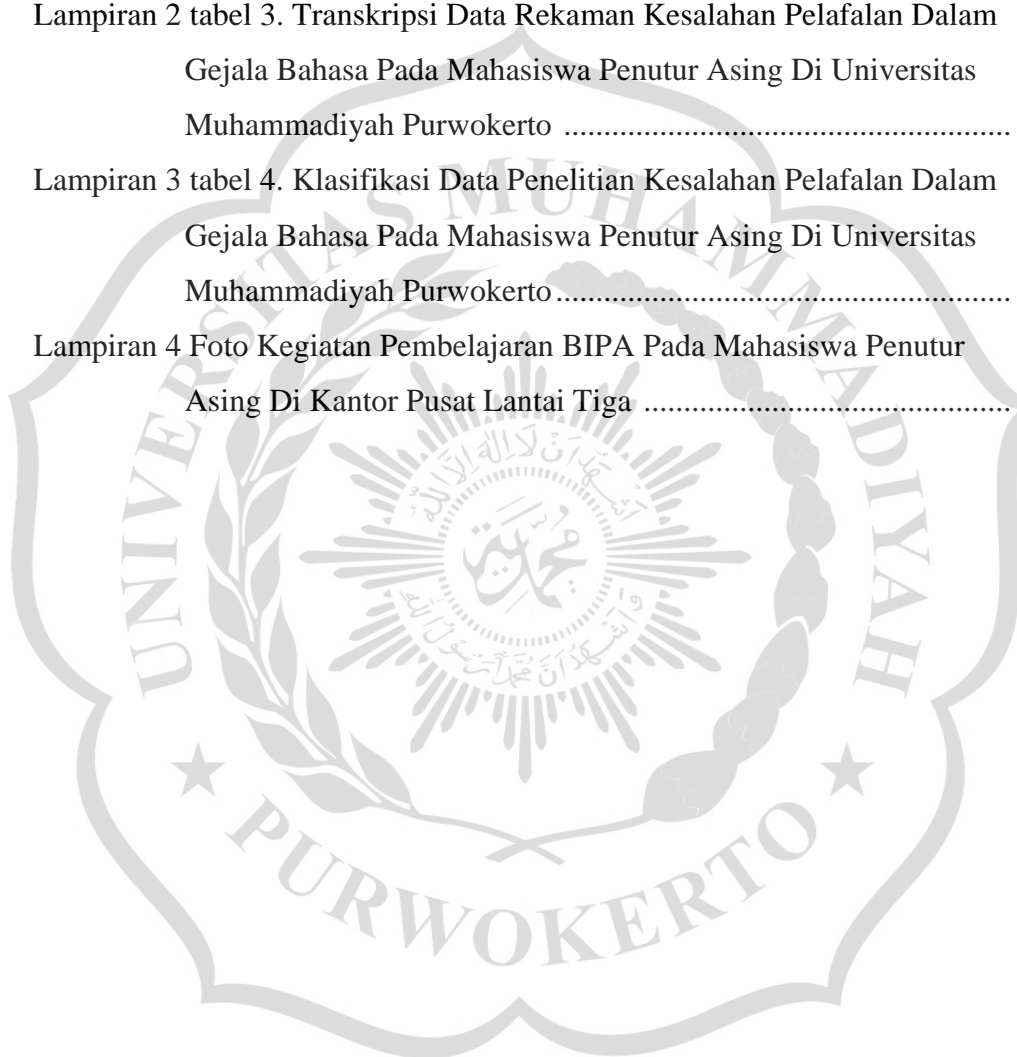 Lampiran 2 tabel 3. Transkripsi Data Rekaman Kesalahan Pelafalan Dalam
Gejala Bahasa Pada Mahasiswa Penutur Asing Di Universitas
Muhammadiyah Purwokerto ........................................................
Lampiran 3 tabel 4. Klasifikasi Data Penelitian Kesalahan Pelafalan Dalam
Gejala Bahasa Pada Mahasiswa Penutur Asing Di Universitas
Muhammadiyah Purwokerto.........................................................
Lampiran 4 Foto Kegiatan Pembelajaran BIPA Pada Mahasiswa Penutur
Asing Di Kantor Pusat Lantai Tiga ..............................................
UNIVERSITAS MUHAMMADIYAH
PURWOKERTO